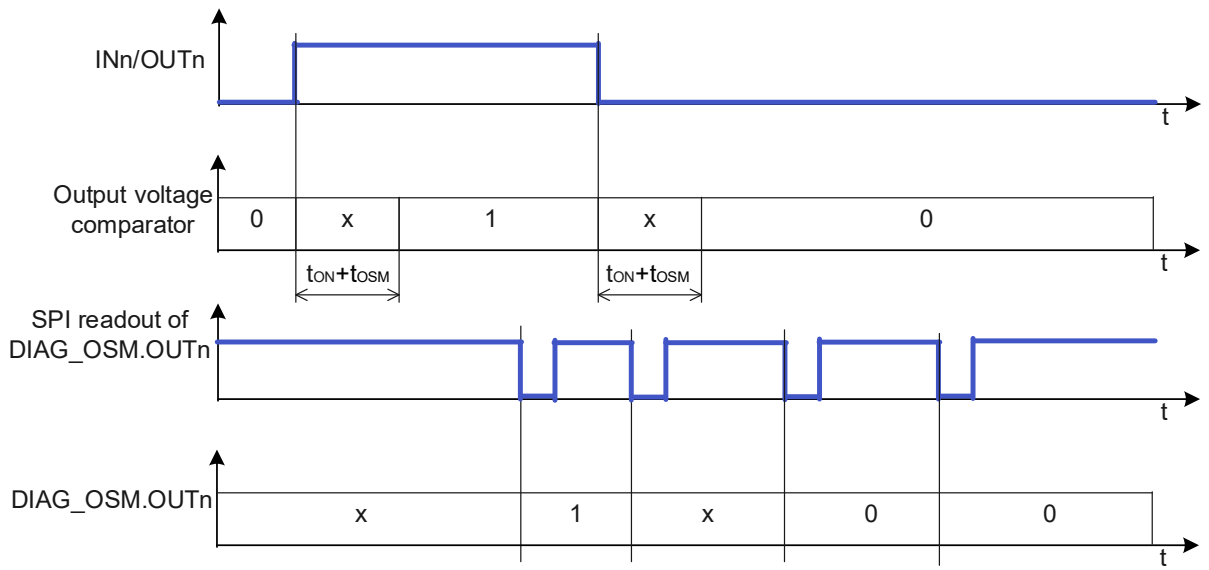 INn/OUTn
t
Output voltage
comparator
0 x 1 x 0
t
tON+tOSM tON+tOSM
SPI readout of
DIAG_OSM.OUTn
t
DIAG_OSM.OUTn
x 1 x 0 0
t